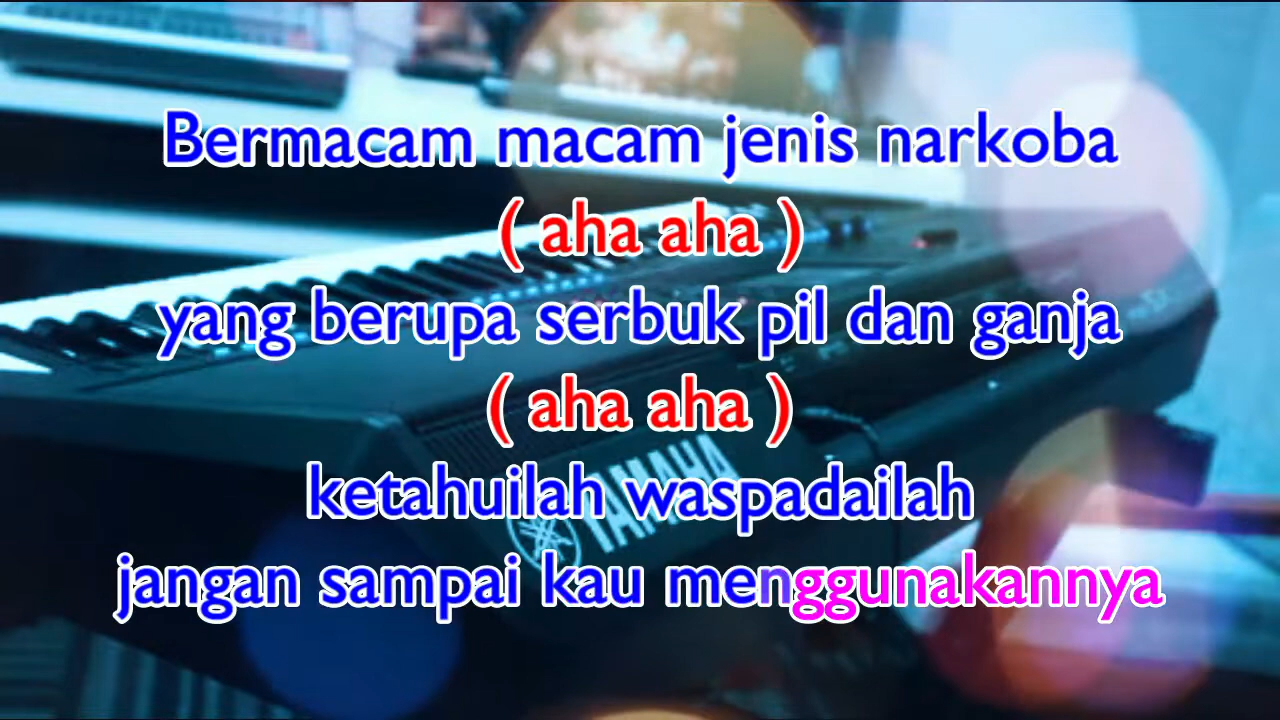 Bermacam macam jenis narkoba
( aha aha )
yang berupa serbuk pil dan ganja
( aha aha )
ketahuilah waspadailah
YAMAHA
jangan sampai kau menggunakannya